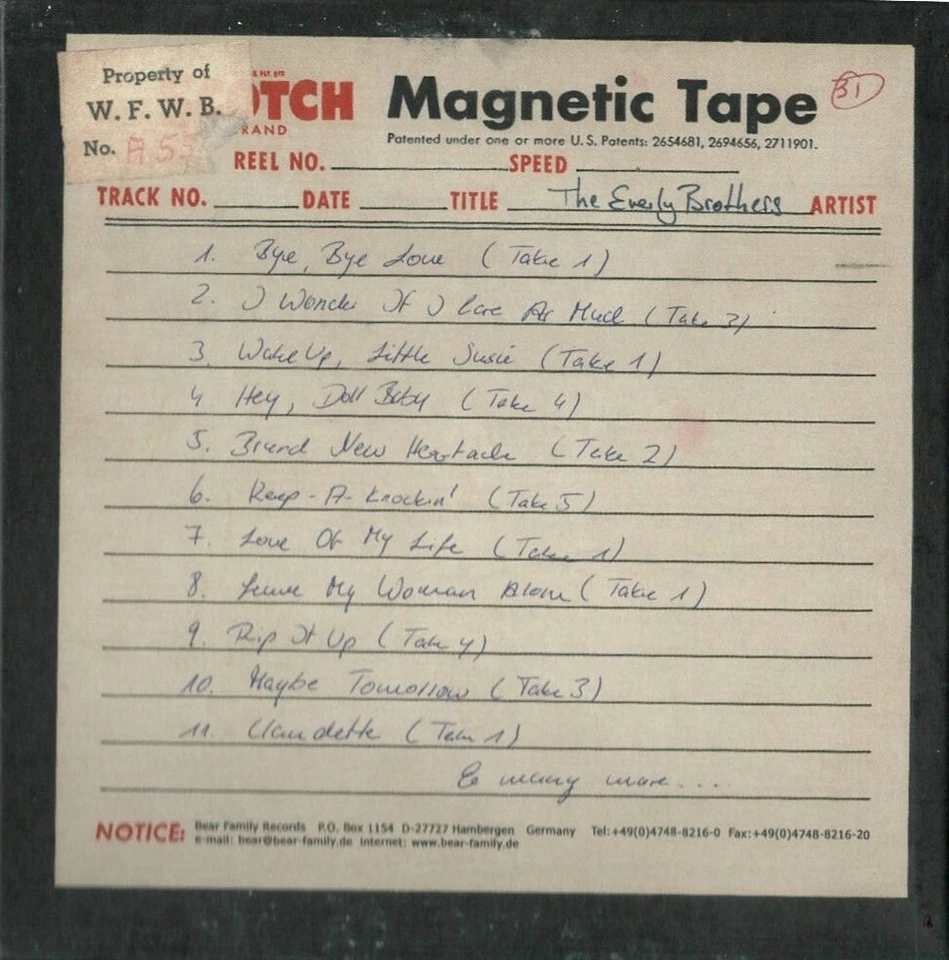 Property of
W. F. W. B.
No. A 5
OTCH Magnetic Tape 31
RAND
Patented under one or more U.S. Patents: 2654681, 2694656, 2711901.
REEL NO. SPEED
TRACK NO. DATE TITLE The Everly Brothers ARTIST
1. Bye, Bye Love (Take 1)
2. I Wonder If I Care As Much (Take 3)
3. Wake Up, Little Susie (Take 1)
4. Hey, Doll Baby (Take 4)
5. Brand New Heartache (Take 2)
6. Keep-A-Knockin' (Take 5)
7. Love Of My Life (Take 1)
8. Leave My Woman Alone (Take 1)
9. Rip It Up (Take 4)
10. Maybe Tomorrow (Take 3)
11. Claudette (Take 1)
& many more....
NOTICE: Bear Family Records P.O. Box 1154 D-27727 Hambergen Germany Tel:+49(0)4748-8216-0 Fax:+49(0)4748-8216-20
e-mail: bear@bear-family.de Internet: www.bear-family.de